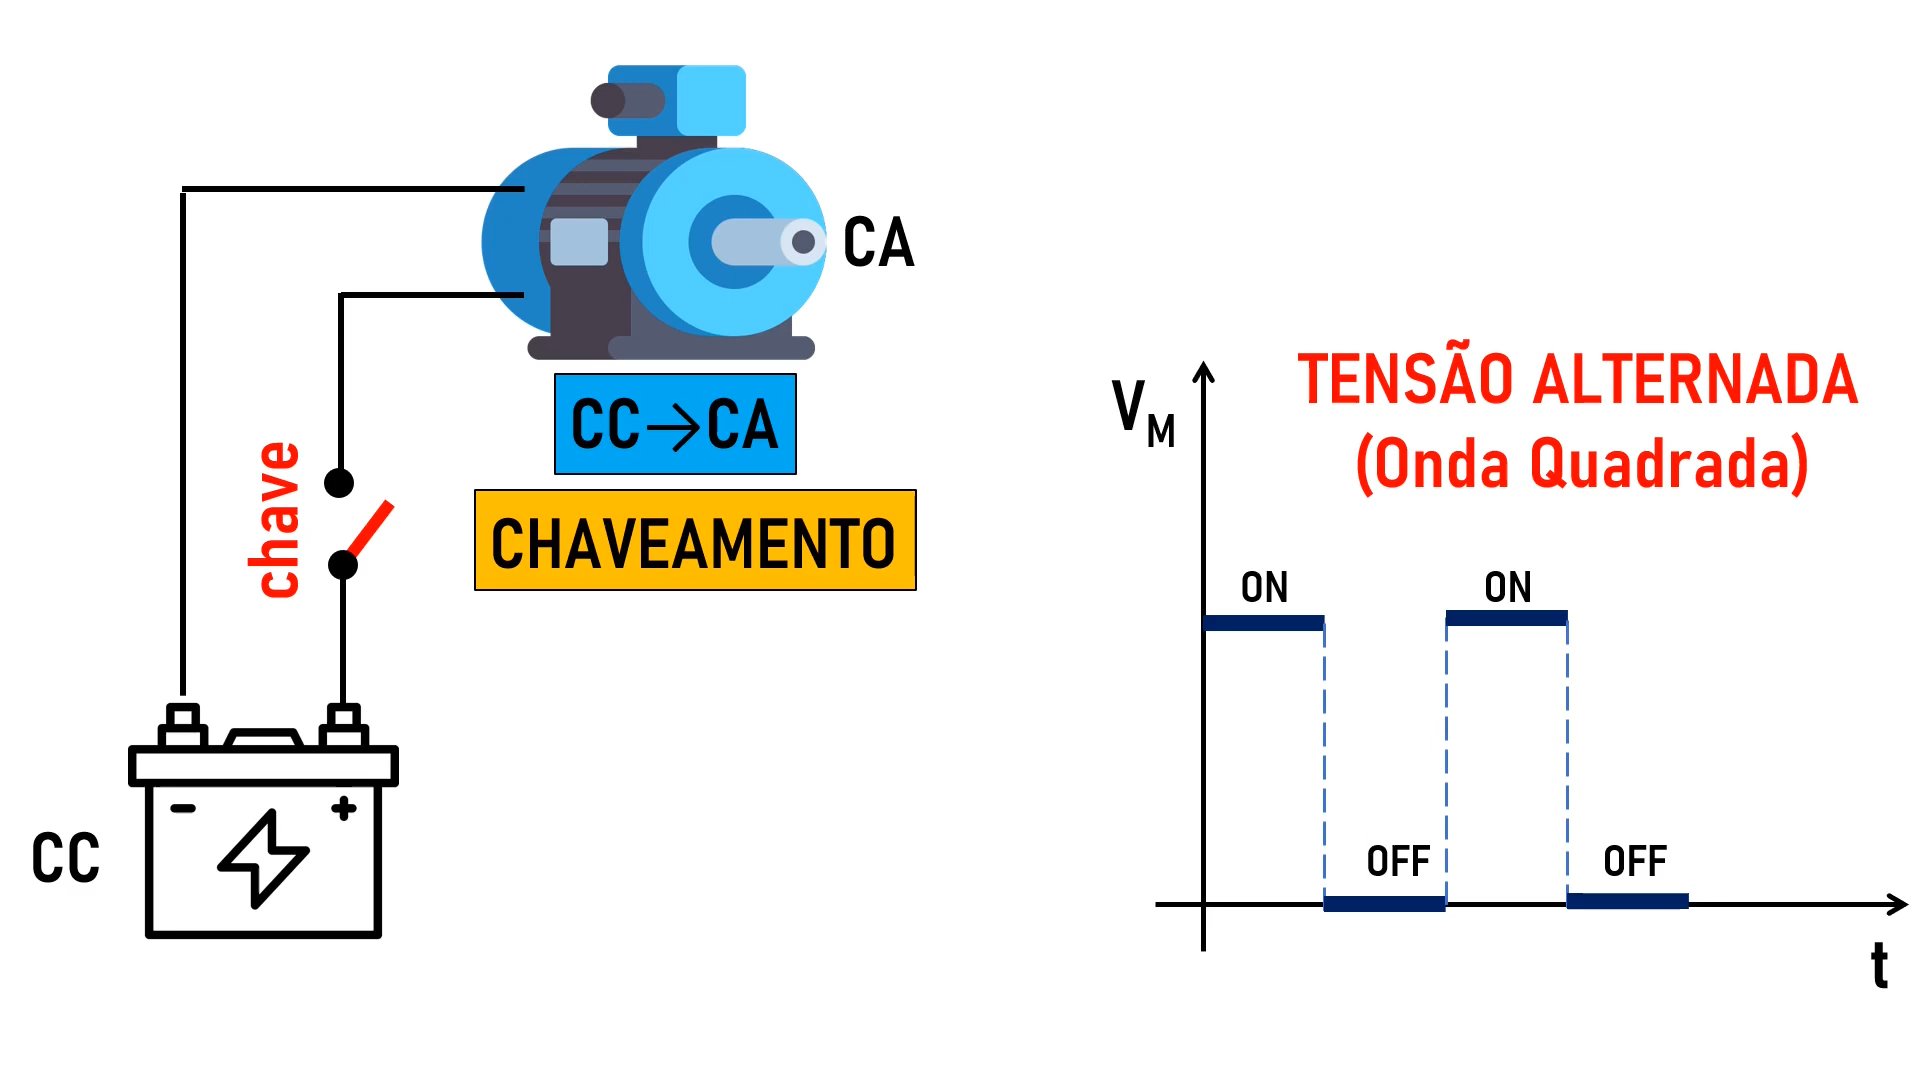 CA
CC→CA
CHAVEAMENTO
chave
- +
CC
TENSÃO ALTERNADA
(Onda Quadrada)
VM
ON
ON
OFF
OFF
t